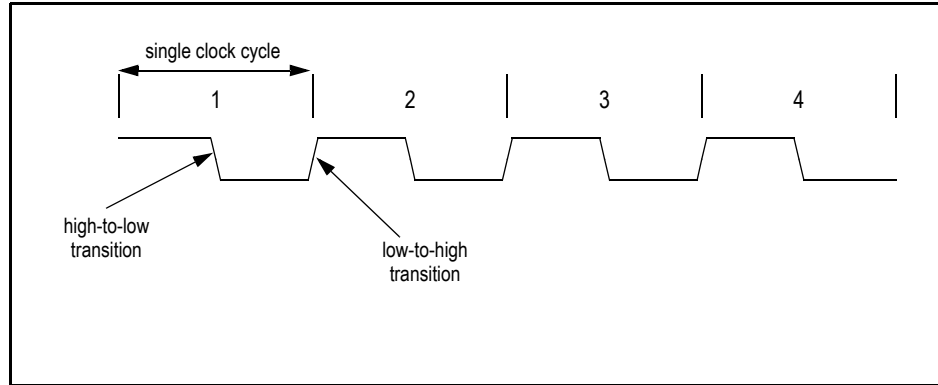 single clock cycle
1 2 3 4
high-to-low
transition
low-to-high
transition